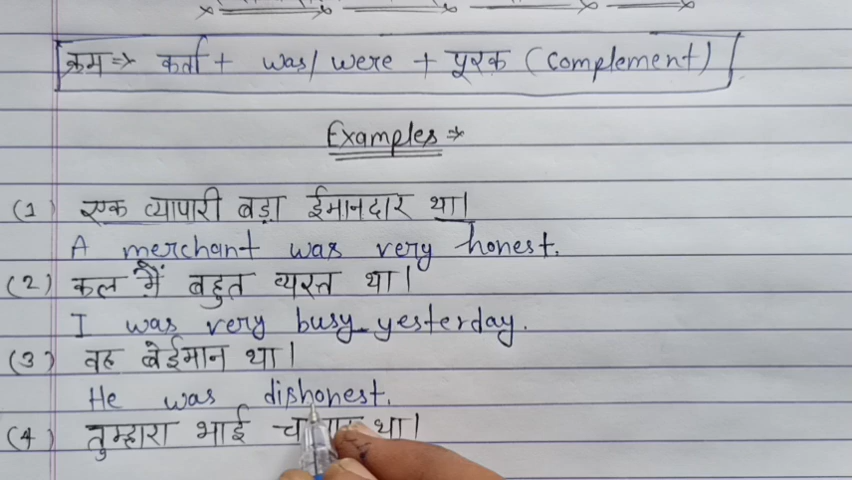 क्रम⇒ कर्ता + was/were + पूरक (Complement)
Examples⇒
(1) एक व्यापारी बड़ा ईमानदार था।
A merchant was very honest.
(2) कल मैं बहुत व्यस्त था।
I was very busy yesterday.
(3) वह बेईमान था।
He was dishonest.
(4) तुम्हारा भाई था।